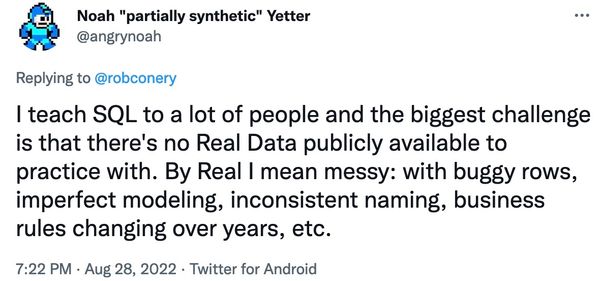 Noah "partially synthetic" Yetter
@angrynoah
Replying to @robconery
I teach SQL to a lot of people and the biggest challenge
is that there's no Real Data publicly available to
practice with. By Real I mean messy: with buggy rows,
imperfect modeling, inconsistent naming, business
rules changing over years, etc.
7:22 PM · Aug 28, 2022 · Twitter for Android